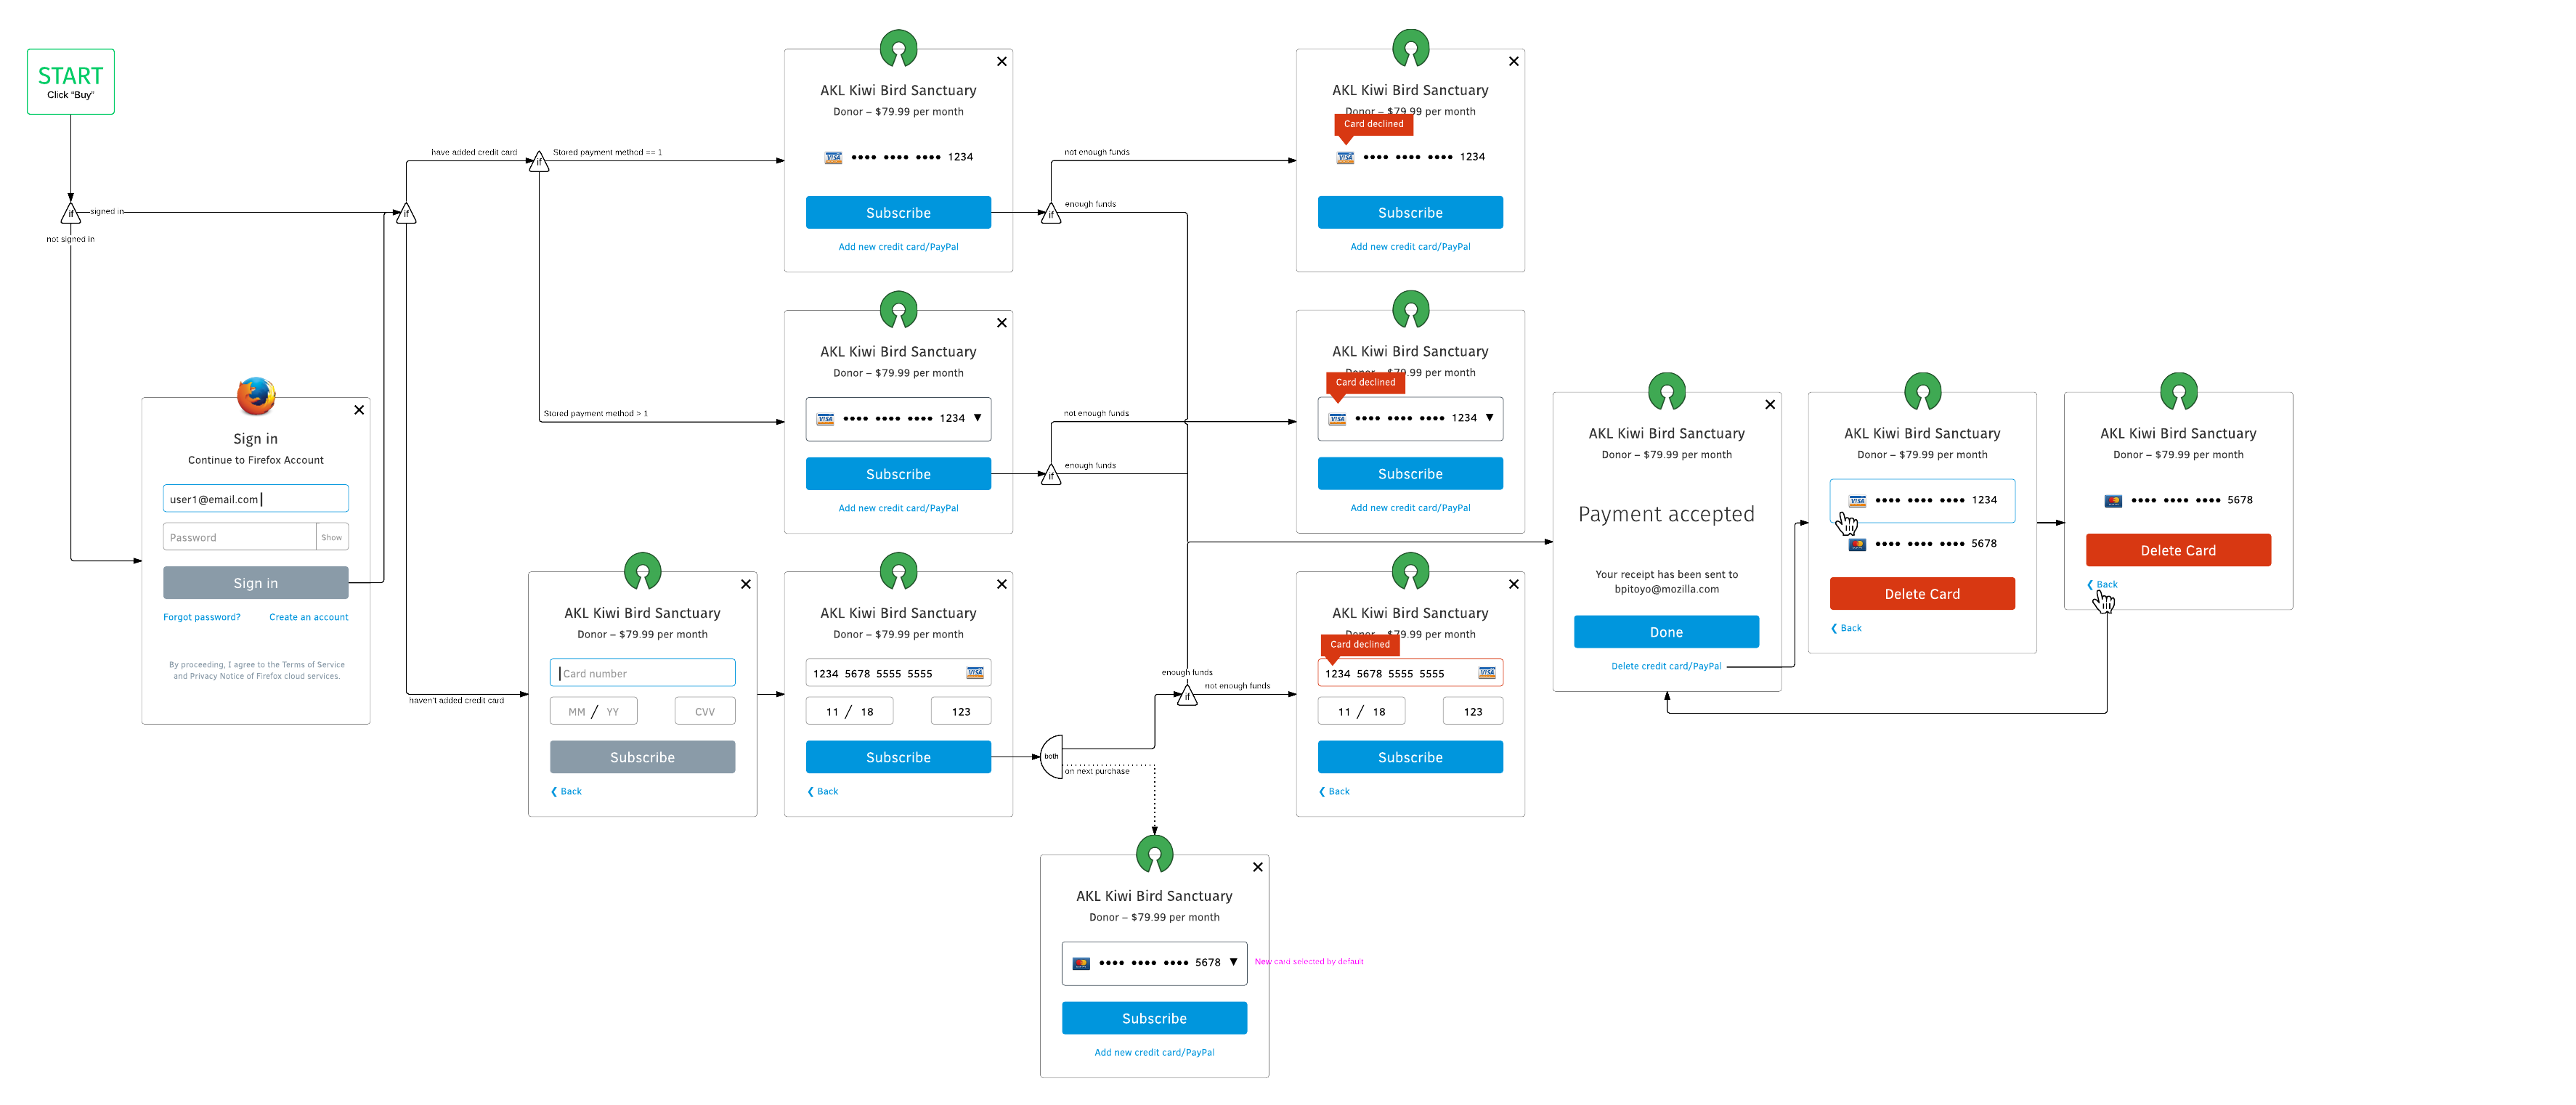 START
Click "Buy"
if
signed in
not signed in
Sign in
Continue to Firefox Account
user1@email.com
Password
Show
Sign in
Forgot password?
Create an account
By proceeding, I agree to the Terms of Service
and Privacy Notice of Firefox cloud services.
if
have added credit card
haven't added credit card
if
Stored payment method == 1
Stored payment method > 1
AKL Kiwi Bird Sanctuary
Donor – $79.99 per month
VISA •••• •••• •••• 1234
Subscribe
Add new credit card/PayPal
if
not enough funds
enough funds
AKL Kiwi Bird Sanctuary
Donor – $79.99 per month
Card declined
VISA •••• •••• •••• 1234
Subscribe
Add new credit card/PayPal
AKL Kiwi Bird Sanctuary
Donor – $79.99 per month
VISA •••• •••• •••• 1234 ▼
Subscribe
Add new credit card/PayPal
if
not enough funds
enough funds
AKL Kiwi Bird Sanctuary
Donor – $79.99 per month
Card declined
VISA •••• •••• •••• 1234 ▼
Subscribe
Add new credit card/PayPal
AKL Kiwi Bird Sanctuary
Donor – $79.99 per month
Card number
MM / YY
CVV
Subscribe
❮ Back
AKL Kiwi Bird Sanctuary
Donor – $79.99 per month
1234 5678 5555 5555 VISA
11 / 18
123
Subscribe
❮ Back
both
on next purchase
if
enough funds
not enough funds
AKL Kiwi Bird Sanctuary
Donor – $79.99 per month
Card declined
1234 5678 5555 5555 VISA
11 / 18
123
Subscribe
❮ Back
AKL Kiwi Bird Sanctuary
Donor – $79.99 per month
•••• •••• •••• 5678 ▼
New card selected by default
Subscribe
Add new credit card/PayPal
AKL Kiwi Bird Sanctuary
Donor – $79.99 per month
Payment accepted
Your receipt has been sent to
bpitoyo@mozilla.com
Done
Delete credit card/PayPal
AKL Kiwi Bird Sanctuary
Donor – $79.99 per month
VISA •••• •••• •••• 1234
•••• •••• •••• 5678
Delete Card
❮ Back
AKL Kiwi Bird Sanctuary
Donor – $79.99 per month
•••• •••• •••• 5678
Delete Card
❮ Back